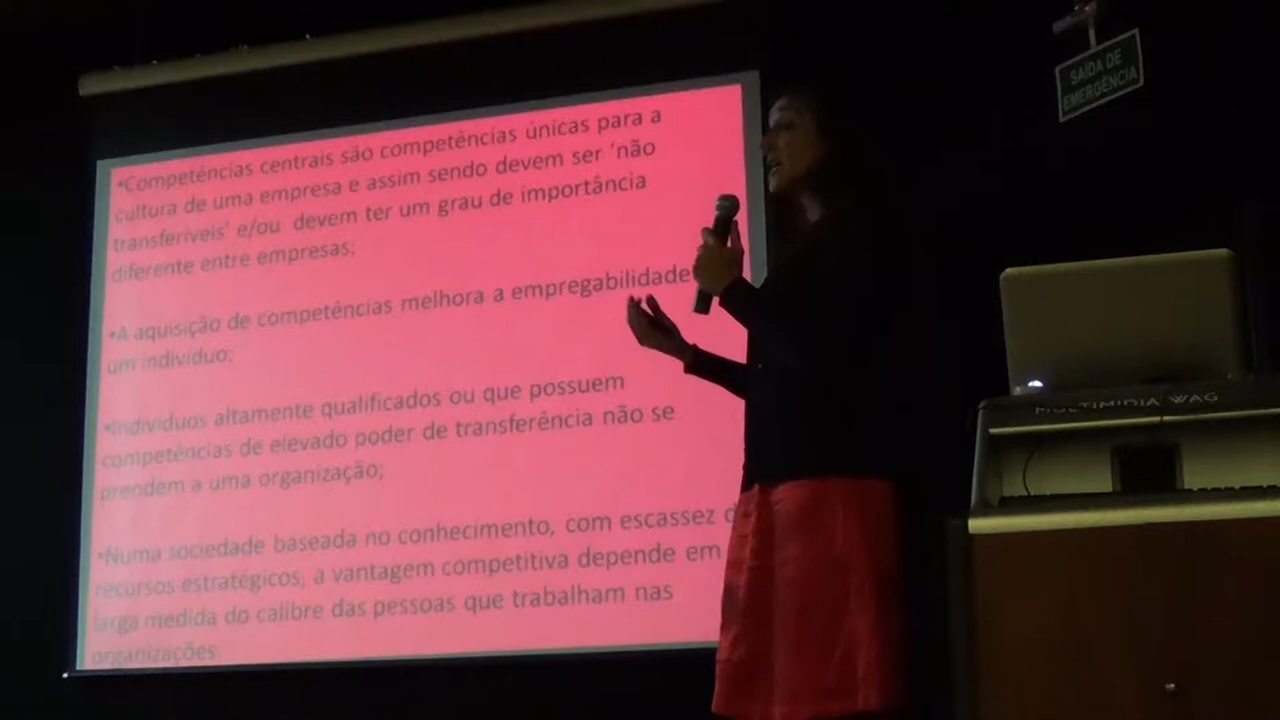 •Competências centrais são competências únicas para a
cultura de uma empresa e assim sendo devem ser 'não
transferíveis' e/ou devem ter um grau de importância
diferente entre empresas;
•A aquisição de competências melhora a empregabilidade
um indivíduo;
•Indivíduos altamente qualificados ou que possuem
competências de elevado poder de transferência não se
prendem a uma organização;
•Numa sociedade baseada no conhecimento, com escassez d
recursos estratégicos, a vantagem competitiva depende em
larga medida do calibre das pessoas que trabalham nas
organizações.
SAÍDA DE
EMERGÊNCIA
MULTIMIDIA WAG